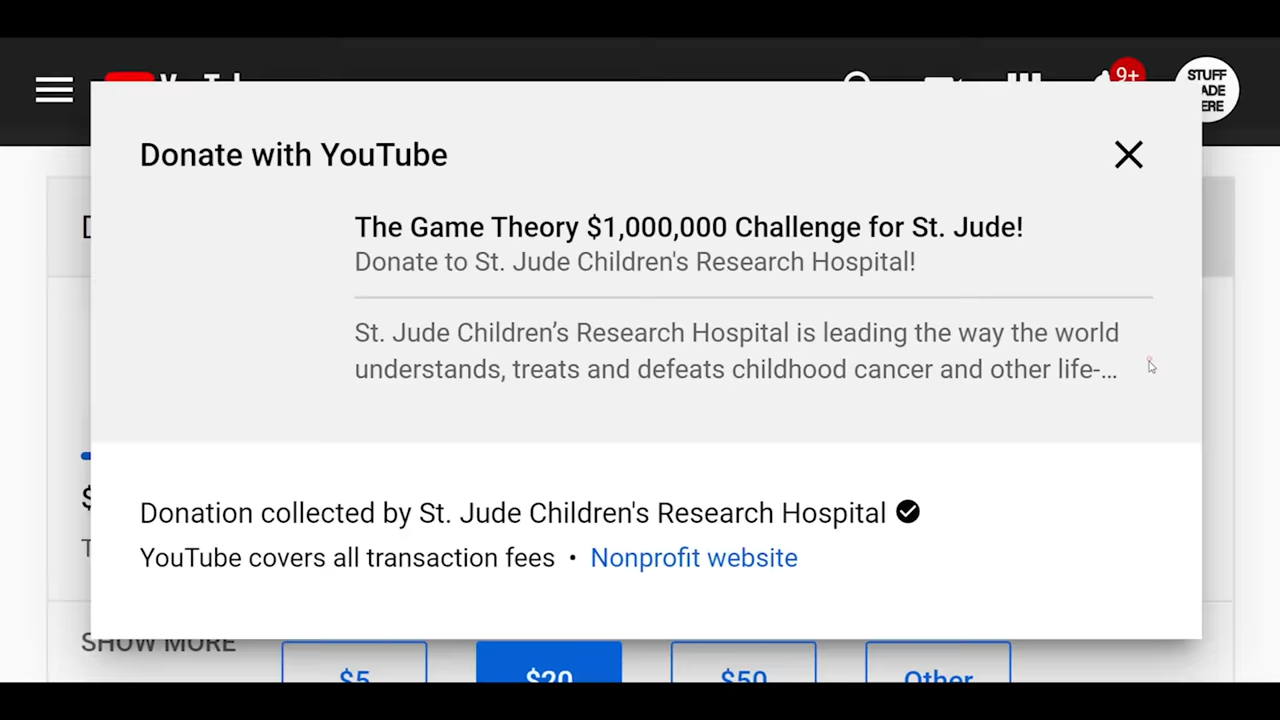 9+
STUFF
Donate with YouTube
The Game Theory $1,000,000 Challenge for St. Jude!
Donate to St. Jude Children's Research Hospital!
St. Jude Children’s Research Hospital is leading the way the world
understands, treats and defeats childhood cancer and other life-...
Donation collected by St. Jude Children's Research Hospital
YouTube covers all transaction fees • Nonprofit website
SHOW MORE
$5 $20 $50 Other